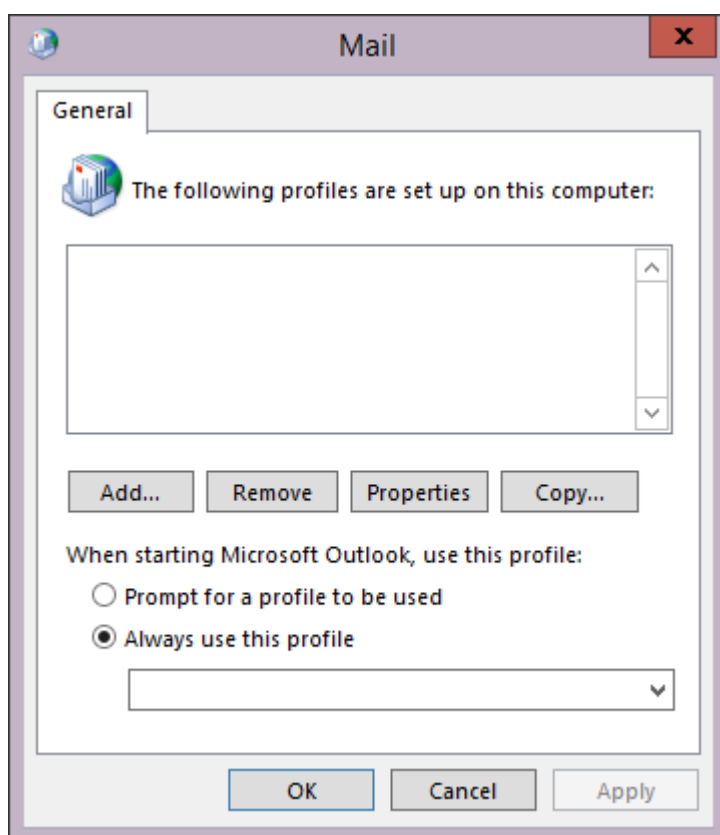 Mail
x
General
The following profiles are set up on this computer:
Add... Remove Properties Copy...
When starting Microsoft Outlook, use this profile:
Prompt for a profile to be used
Always use this profile
OK Cancel Apply